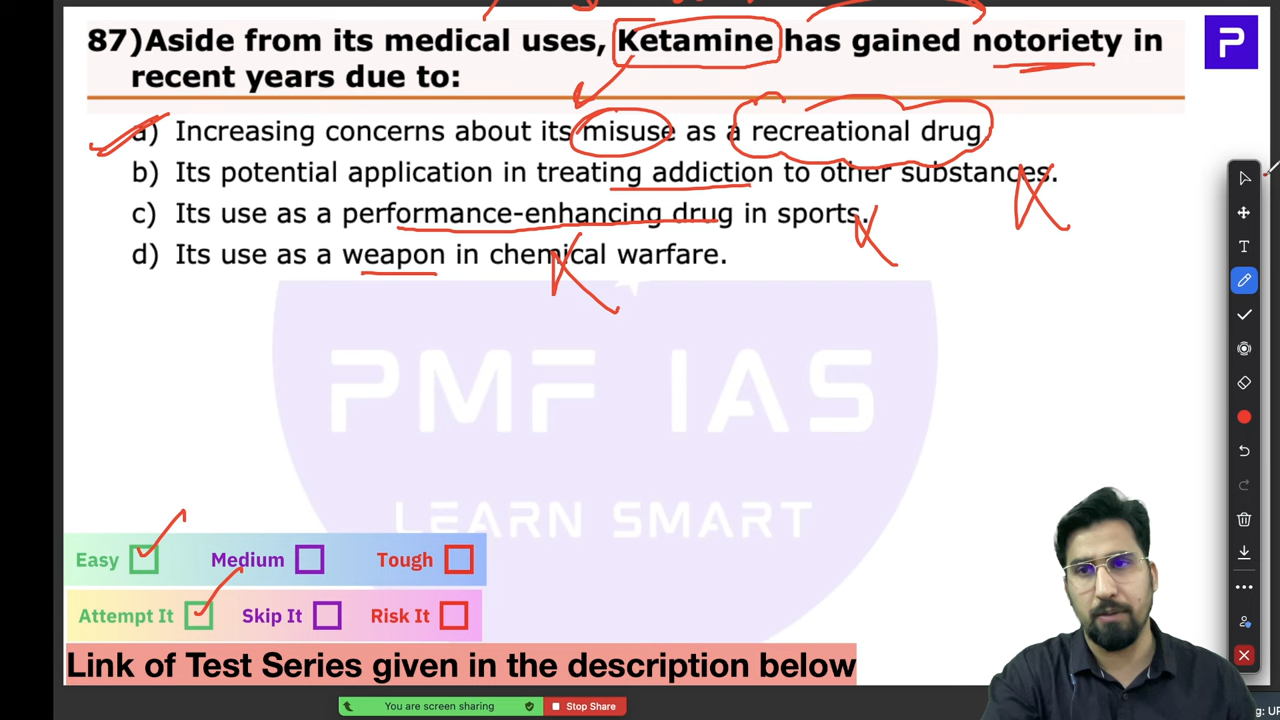 87)Aside from its medical uses, Ketamine has gained notoriety in
recent years due to:
a) Increasing concerns about its misuse as a recreational drug.
b) Its potential application in treating addiction to other substances.
c) Its use as a performance-enhancing drug in sports.
d) Its use as a weapon in chemical warfare.
P
PMF IAS
LEARN SMART
T
Easy Medium Tough
Attempt It Skip It Risk It
Link of Test Series given in the description below
You are screen sharing Stop Share